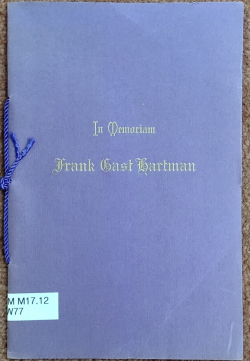 In Memoriam
Frank Gast Hartman
M M17.12
W77